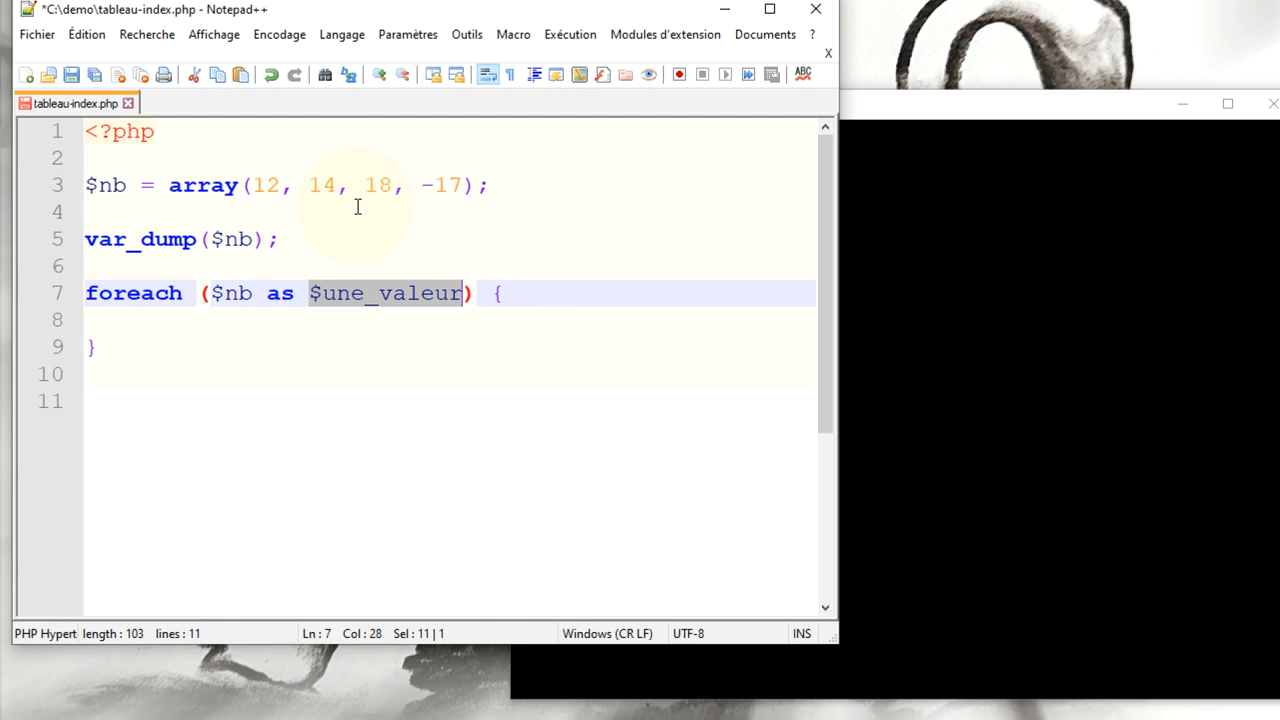 *C:\demo\tableau-index.php - Notepad++
Fichier Édition Recherche Affichage Encodage Langage Paramètres Outils Macro Exécution Modules d'extension Documents ?
X
ABC
tableau-index.php
1 <?php
2
3 $nb = array(12, 14, 18, -17);
4
5 var_dump($nb);
6
7 foreach ($nb as $une_valeur) {
8
9 }
10
11
PHP Hypert length : 103 lines : 11 Ln : 7 Col : 28 Sel : 11 | 1 Windows (CR LF) UTF-8 INS